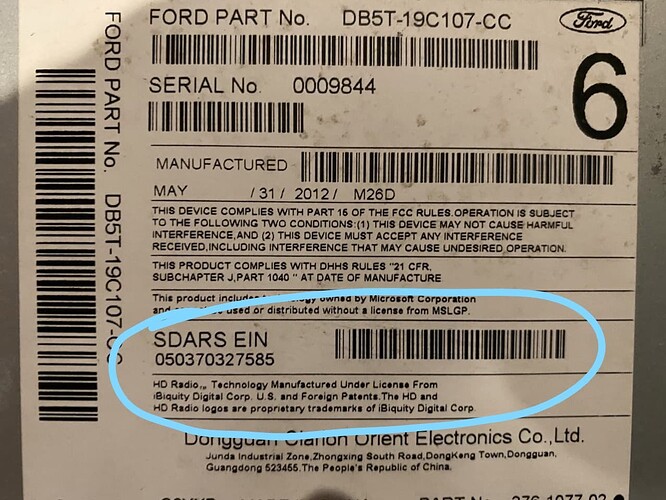 FORD PART No. DB5T-19C107-CC
Ford
FORD PART No. DB5T-19C107-CC
SERIAL No. 0009844
6
MANUFACTURED
MAY / 31 / 2012 / M26D
THIS DEVICE COMPLIES WITH PART 15 OF THE FCC RULES.OPERATION IS SUBJECT
TO THE FOLLOWING TWO CONDITIONS:(1) THIS DEVICE MAY NOT CAUSE HARMFUL
INTERFERENCE,AND (2) THIS DEVICE MUST ACCEPT ANY INTERFERENCE
RECEIVED,INCLUDING INTERFERENCE THAT MAY CAUSE UNDESIRED OPERATION.
THIS PRODUCT COMPLIES WITH DHHS RULES "21 CFR,
SUBCHAPTER J,PART 1040" AT DATE OF MANUFACTURE
This product includes technology owned by Microsoft Corporation
and used or distributed without a license from MSLGP.
SDARS EIN
050370327585
HD Radio™ Technology Manufactured Under License From
iBiquity Digital Corp. U.S. and Foreign Patents.The HD and
HD Radio logos are proprietary trademarks of iBiquity Digital Corp.
Dongguan Clarion Orient Electronics Co.,Ltd.
Junda Industrial Zone,Zhongxing South Road,DongKeng Town,Dongguan,
Guangdong 523455.The People's Republic of China.